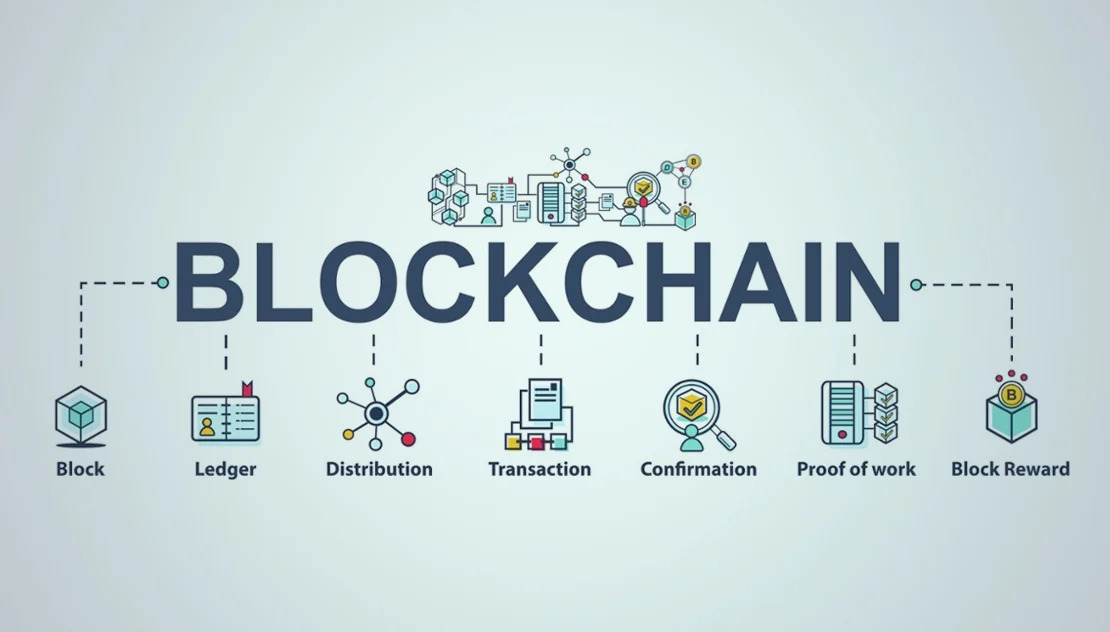 BLOCKCHAIN
Block
Ledger
Distribution
Transaction
Confirmation
Proof of work
Block Reward